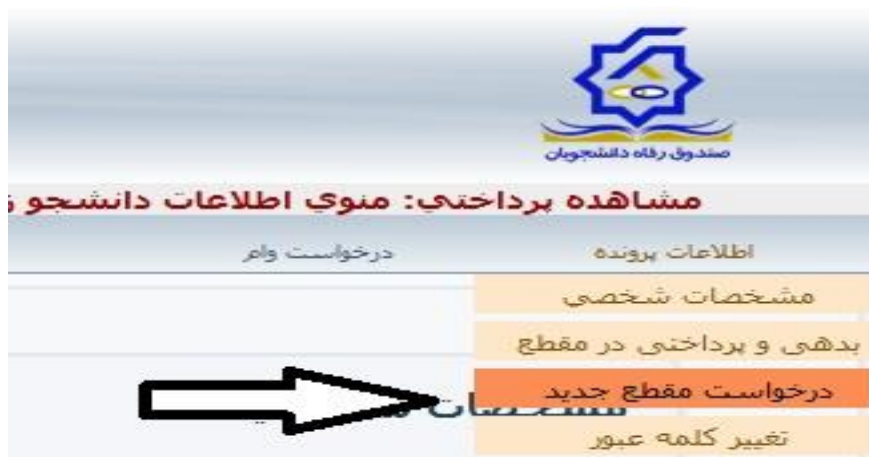 صندوق رفاه دانشجویان
مشاهده پرداختي: منوي اطلاعات دانشجو
اطلاعات پرونده
درخواست وام
مشخصات شخصی
بدهی و پرداختی در مقطع
درخواست مقطع جدید
تغییر کلمه عبور